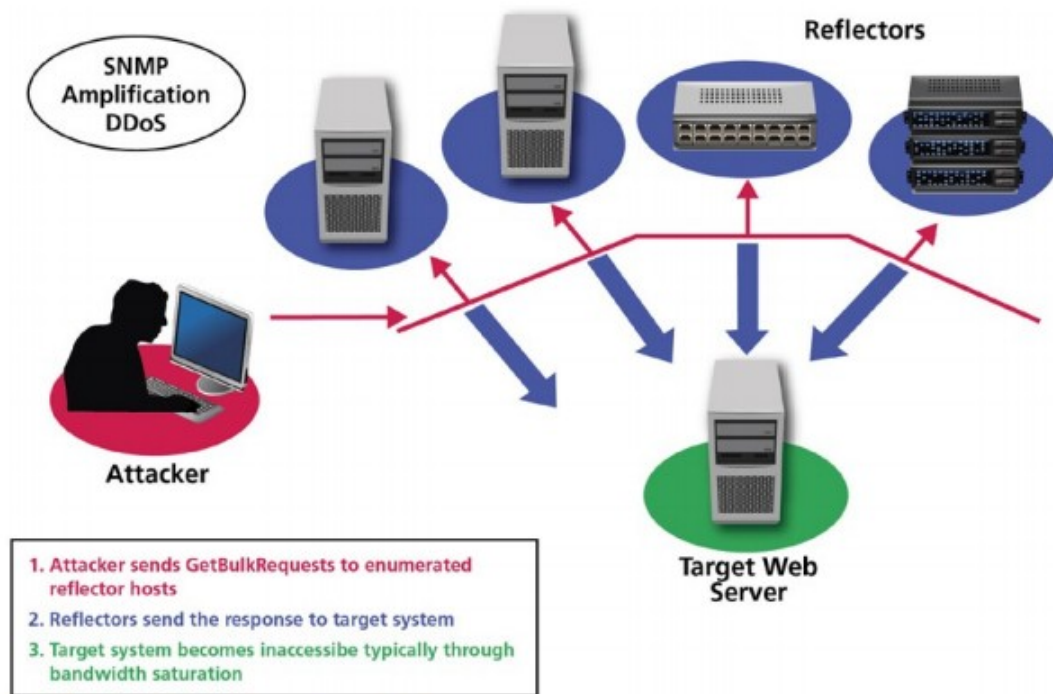 SNMP
Amplification
DDoS
Reflectors
Attacker
Target Web
Server
1. Attacker sends GetBulkRequests to enumerated
reflector hosts
2. Reflectors send the response to target system
3. Target system becomes inaccessibe typically through
bandwidth saturation